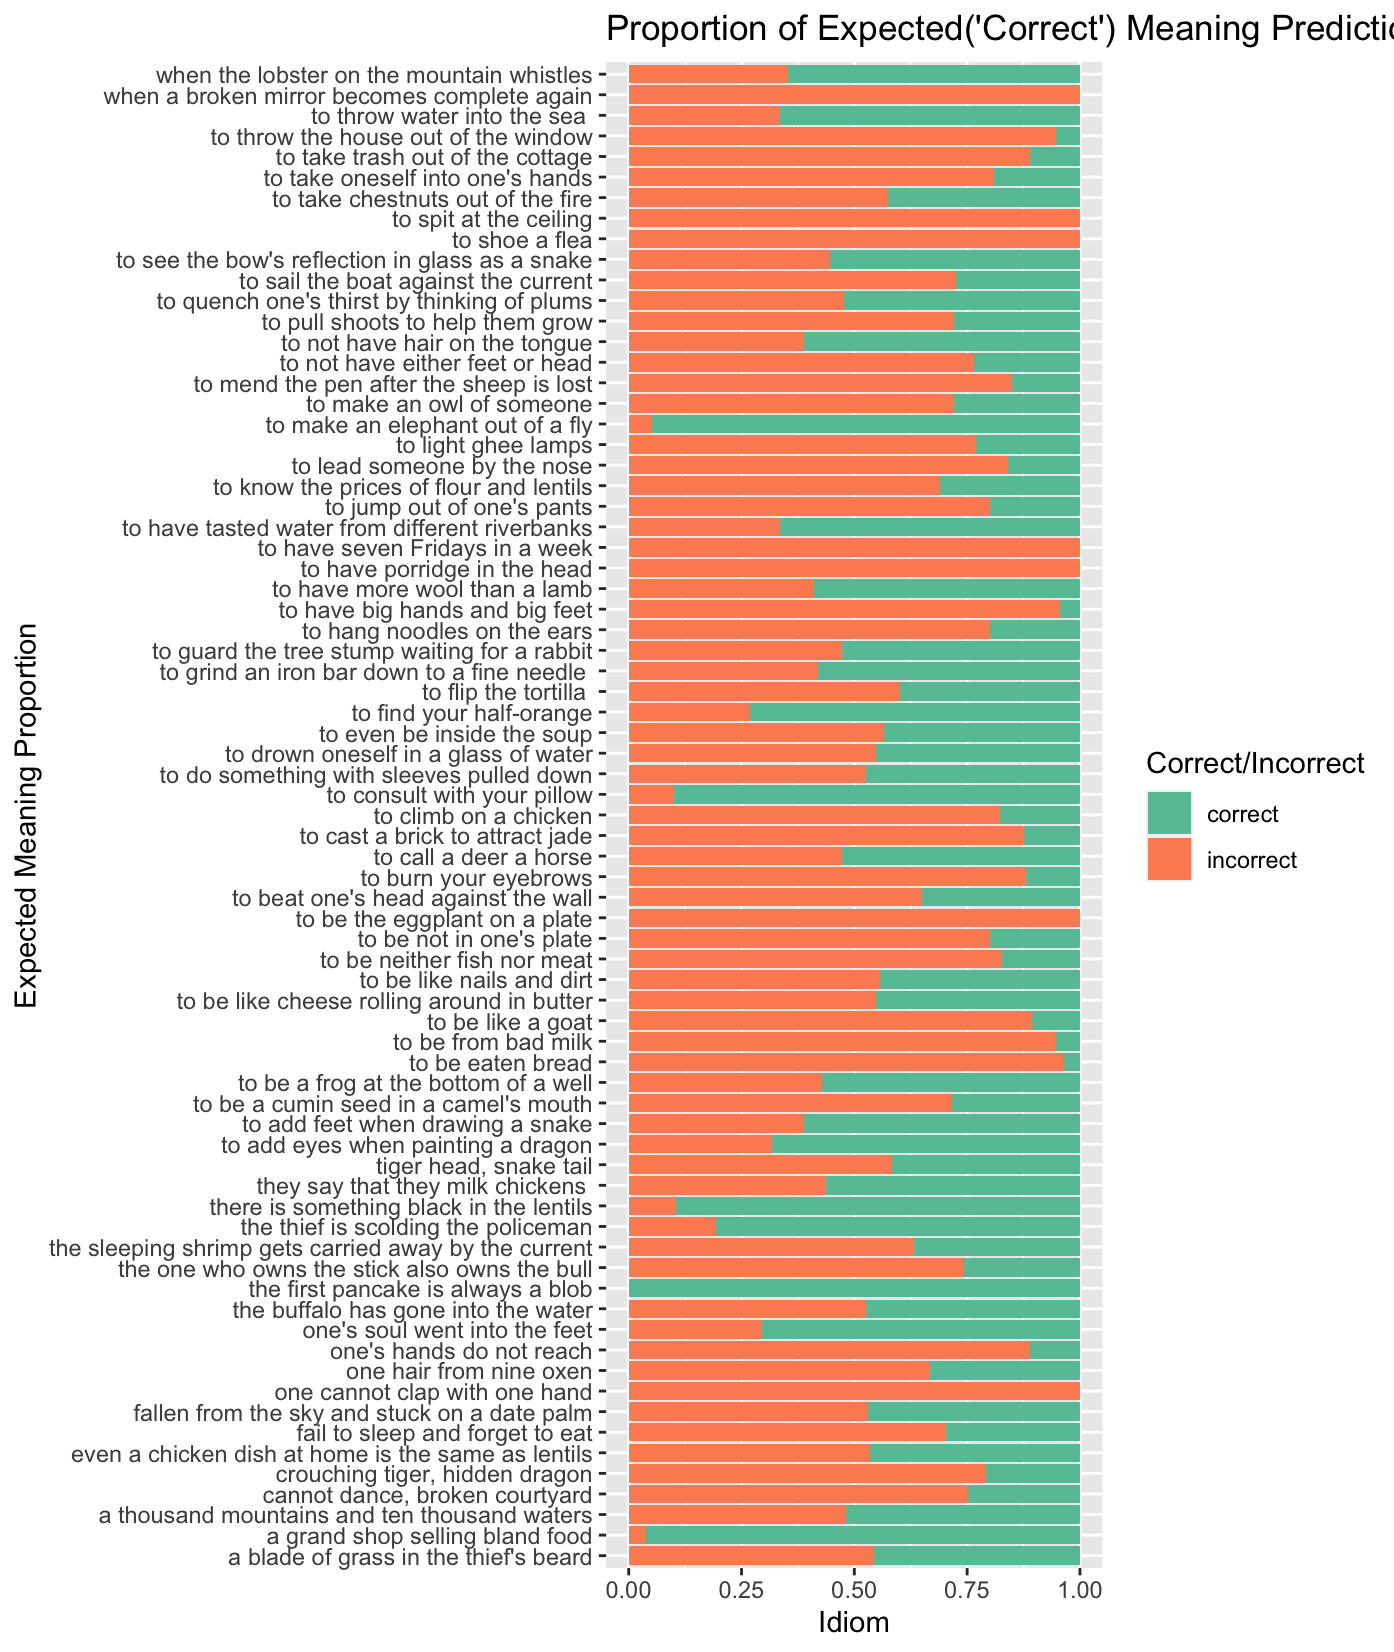 Proportion of Expected('Correct') Meaning Predictio
when the lobster on the mountain whistles
when a broken mirror becomes complete again
to throw water into the sea
to throw the house out of the window
to take trash out of the cottage
to take oneself into one's hands
to take chestnuts out of the fire
to spit at the ceiling
to shoe a flea
to see the bow's reflection in glass as a snake
to sail the boat against the current
to quench one's thirst by thinking of plums
to pull shoots to help them grow
to not have hair on the tongue
to not have either feet or head
to mend the pen after the sheep is lost
to make an owl of someone
to make an elephant out of a fly
to light ghee lamps
to lead someone by the nose
to know the prices of flour and lentils
to jump out of one's pants
to have tasted water from different riverbanks
to have seven Fridays in a week
to have porridge in the head
to have more wool than a lamb
to have big hands and big feet
to hang noodles on the ears
to guard the tree stump waiting for a rabbit
to grind an iron bar down to a fine needle
to flip the tortilla
to find your half-orange
to even be inside the soup
to drown oneself in a glass of water
to do something with sleeves pulled down
to consult with your pillow
to climb on a chicken
to cast a brick to attract jade
to call a deer a horse
to burn your eyebrows
to beat one's head against the wall
to be the eggplant on a plate
to be not in one's plate
to be neither fish nor meat
to be like nails and dirt
to be like cheese rolling around in butter
to be like a goat
to be from bad milk
to be eaten bread
to be a frog at the bottom of a well
to be a cumin seed in a camel's mouth
to add feet when drawing a snake
to add eyes when painting a dragon
tiger head, snake tail
they say that they milk chickens
there is something black in the lentils
the thief is scolding the policeman
the sleeping shrimp gets carried away by the current
the one who owns the stick also owns the bull
the first pancake is always a blob
the buffalo has gone into the water
one's soul went into the feet
one's hands do not reach
one hair from nine oxen
one cannot clap with one hand
fallen from the sky and stuck on a date palm
fail to sleep and forget to eat
even a chicken dish at home is the same as lentils
crouching tiger, hidden dragon
cannot dance, broken courtyard
a thousand mountains and ten thousand waters
a grand shop selling bland food
a blade of grass in the thief's beard
Expected Meaning Proportion
0.00 0.25 0.50 0.75 1.00
Idiom
Correct/Incorrect
correct
incorrect